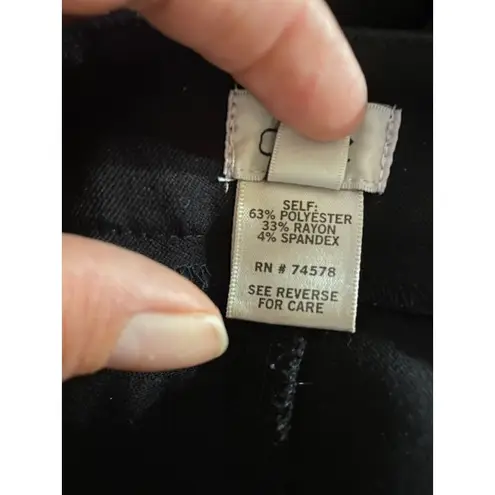 SELF:
63% POLYESTER
33% RAYON
4% SPANDEX
RN # 74578
SEE REVERSE
FOR CARE